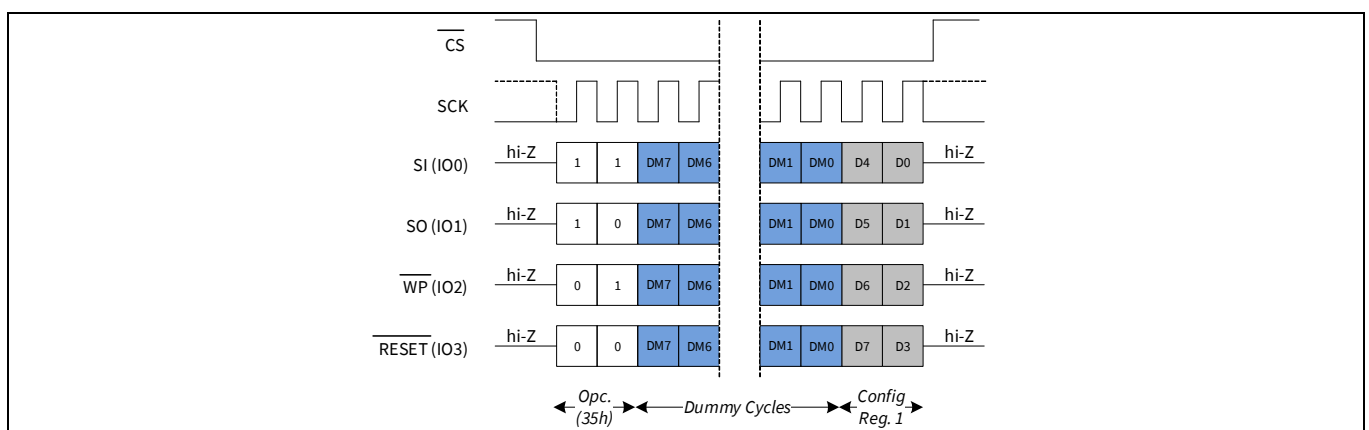 CS
SCK
SI (IO0) hi-Z 1 1 DM7 DM6 DM1 DM0 D4 D0 hi-Z
SO (IO1) hi-Z 1 0 DM7 DM6 DM1 DM0 D5 D1 hi-Z
WP (IO2) hi-Z 0 1 DM7 DM6 DM1 DM0 D6 D2 hi-Z
RESET (IO3) hi-Z 0 0 DM7 DM6 DM1 DM0 D7 D3 hi-Z
Opc. (35h)
Dummy Cycles
Config Reg. 1